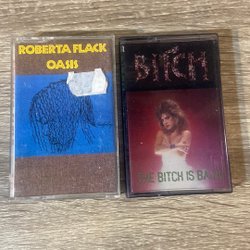 ROBERTA FLACK
OASIS
BITCH
THE BITCH IS BACK